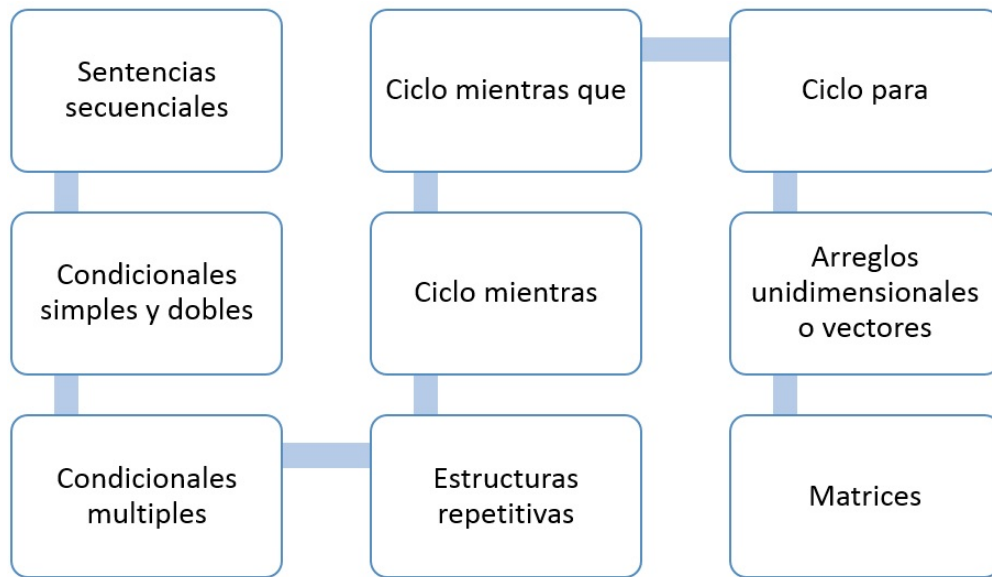 Sentencias
secuenciales
Condicionales
simples y dobles
Condicionales
multiples
Estructuras
repetitivas
Ciclo mientras
Ciclo mientras que
Ciclo para
Arreglos
unidimensionales
o vectores
Matrices